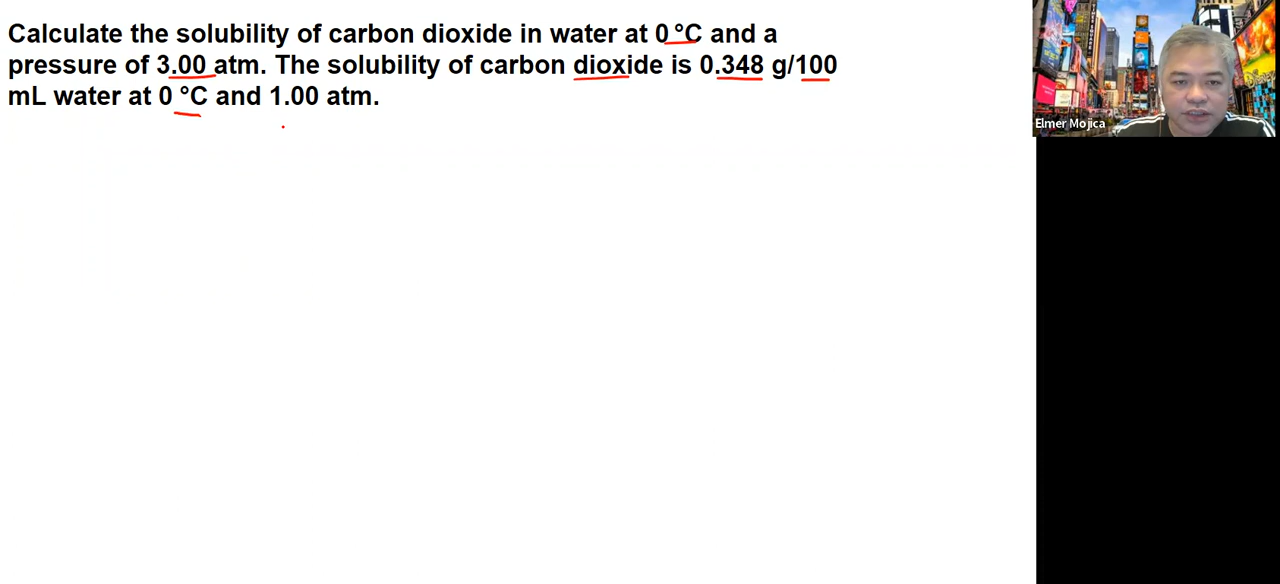 Calculate the solubility of carbon dioxide in water at 0 °C and a
pressure of 3.00 atm. The solubility of carbon dioxide is 0.348 g/100
mL water at 0 °C and 1.00 atm.
Elmer Mojica